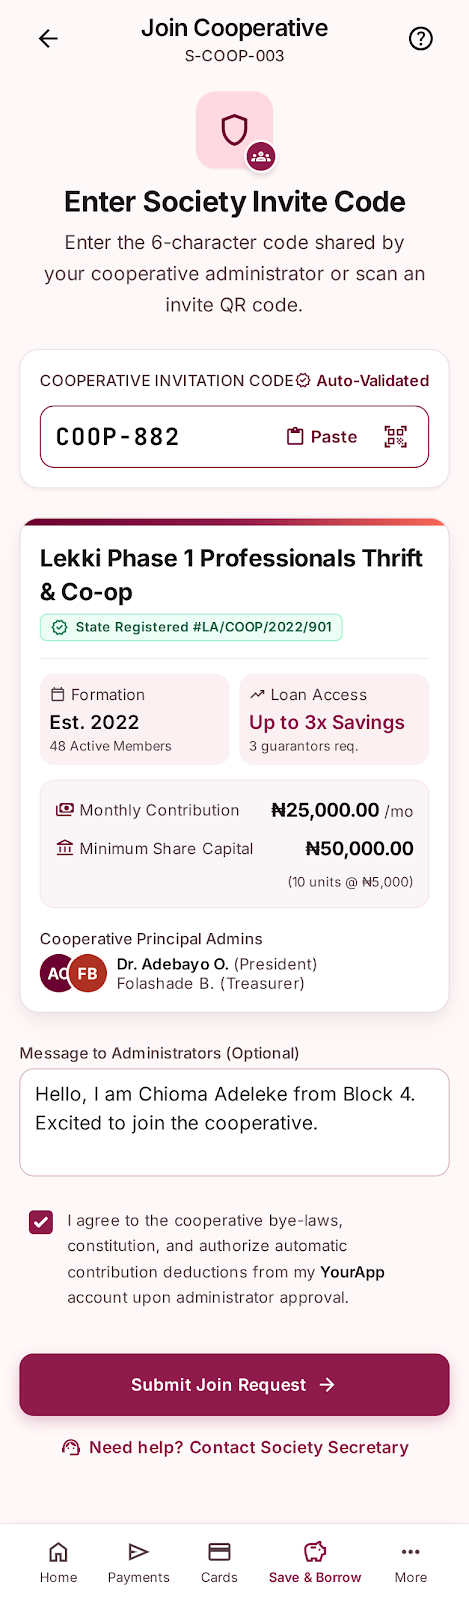 Join Cooperative
S-COOP-003
Enter Society Invite Code
Enter the 6-character code shared by
your cooperative administrator or scan an
invite QR code.
COOPERATIVE INVITATION CODE Auto-Validated
COOP-882 Paste
Lekki Phase 1 Professionals Thrift
& Co-op
State Registered #LA/COOP/2022/901
Formation
Est. 2022
48 Active Members
Loan Access
Up to 3x Savings
3 guarantors req.
Monthly Contribution ₦25,000.00 /mo
Minimum Share Capital ₦50,000.00
(10 units @ ₦5,000)
Cooperative Principal Admins
AO FB
Dr. Adebayo O. (President)
Folashade B. (Treasurer)
Message to Administrators (Optional)
Hello, I am Chioma Adeleke from Block 4.
Excited to join the cooperative.
I agree to the cooperative bye-laws,
constitution, and authorize automatic
contribution deductions from my YourApp
account upon administrator approval.
Submit Join Request
Need help? Contact Society Secretary
Home Payments Cards Save & Borrow More